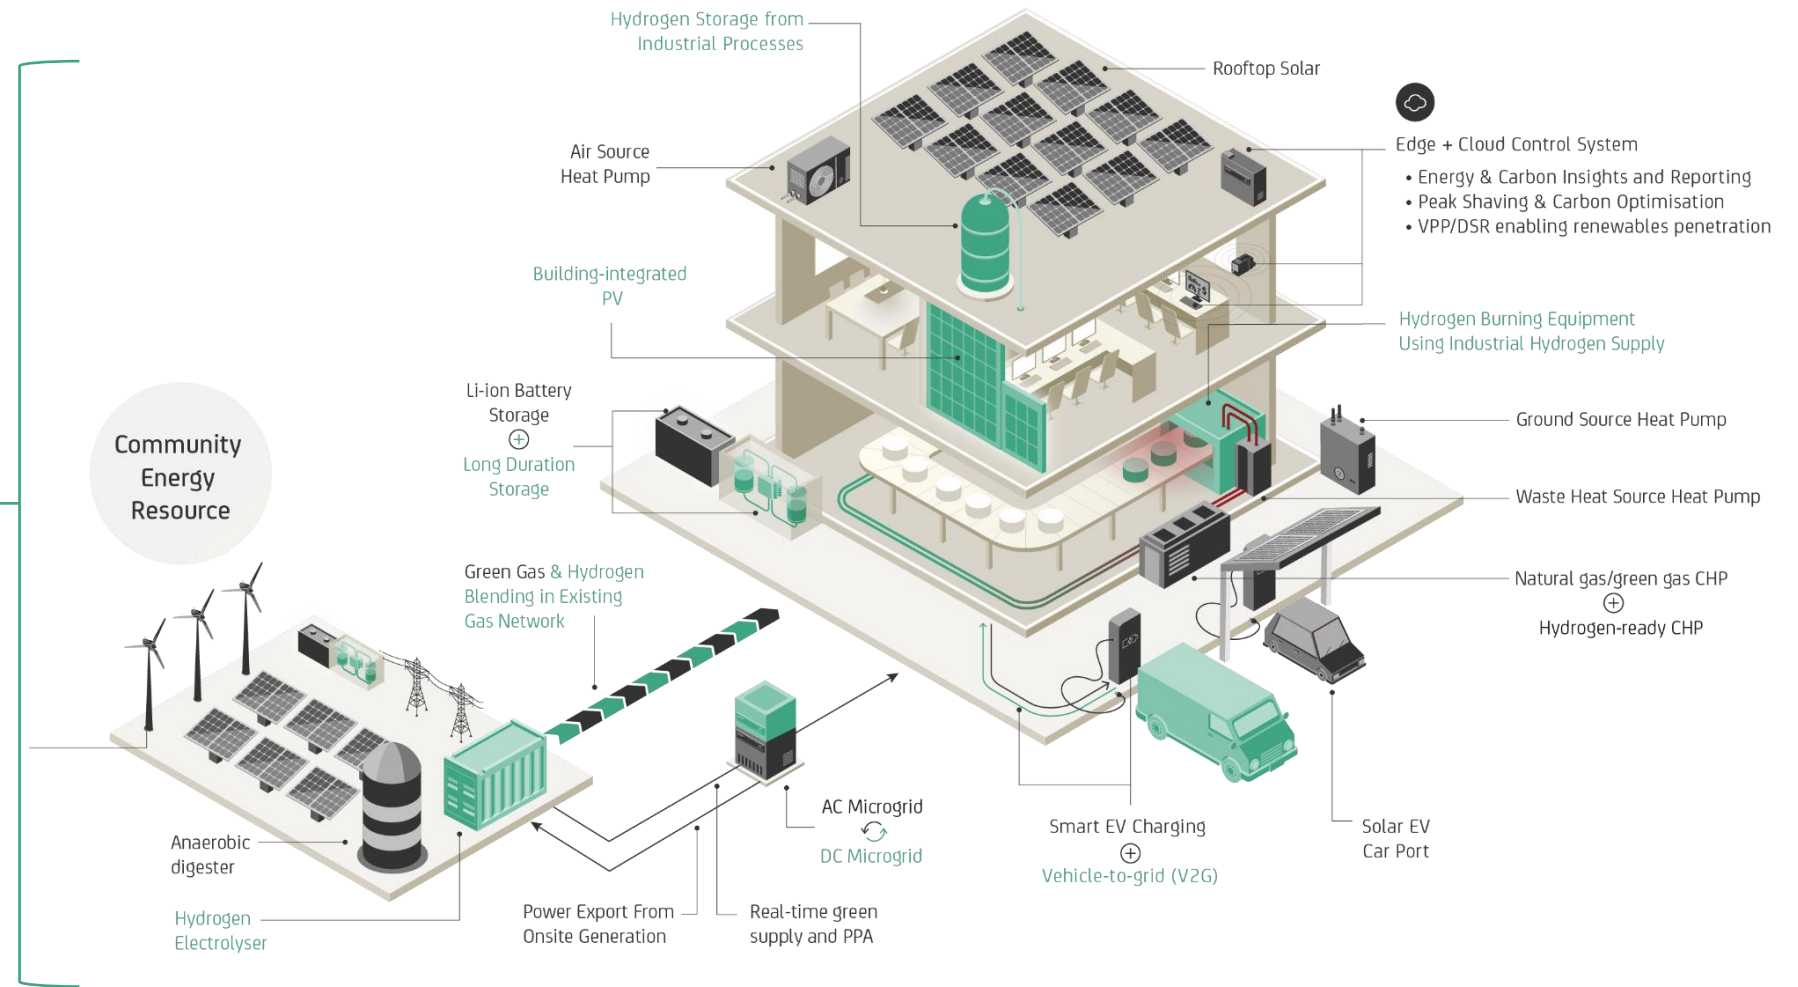 Hydrogen Storage from
Industrial Processes
Rooftop Solar
Air Source
Heat Pump
Edge + Cloud Control System
• Energy & Carbon Insights and Reporting
• Peak Shaving & Carbon Optimisation
• VPP/DSR enabling renewables penetration
Building-integrated
PV
Hydrogen Burning Equipment
Using Industrial Hydrogen Supply
Li-ion Battery
Storage
Long Duration
Storage
Ground Source Heat Pump
Community
Energy
Resource
Waste Heat Source Heat Pump
Green Gas & Hydrogen
Blending in Existing
Gas Network
Natural gas/green gas CHP
Hydrogen-ready CHP
Anaerobic
digester
AC Microgrid
DC Microgrid
Smart EV Charging
Vehicle-to-grid (V2G)
Solar EV
Car Port
Hydrogen
Electrolyser
Power Export From
Onsite Generation
Real-time green
supply and PPA